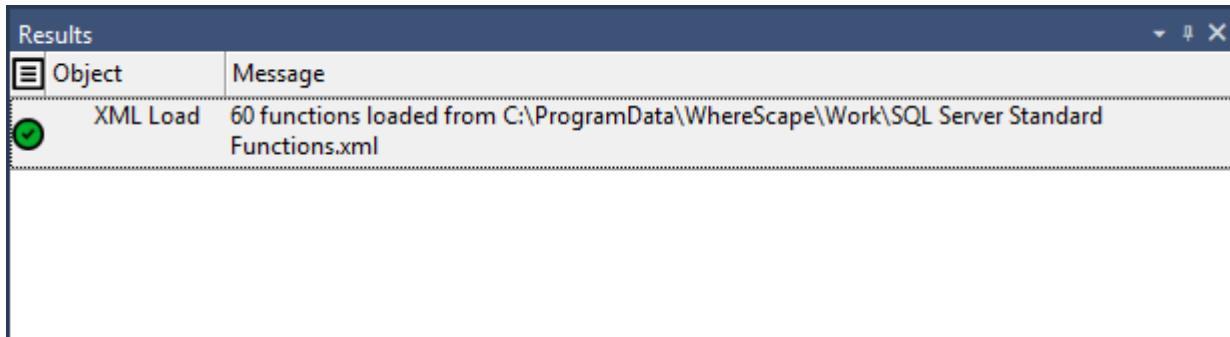 Results
Object Message
XML Load 60 functions loaded from C:\ProgramData\WhereScape\Work\SQL Server Standard
Functions.xml